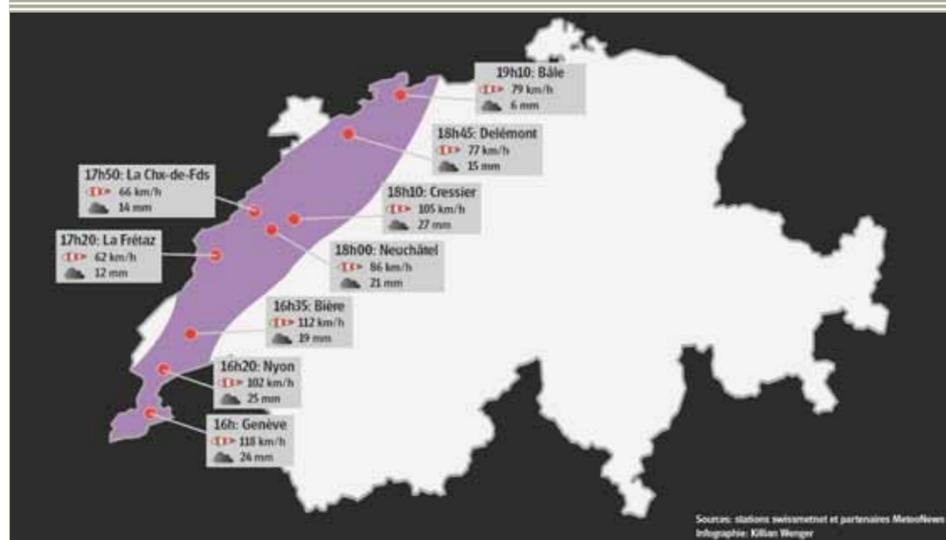 19h10: Bâle
79 km/h
6 mm
18h45: Delémont
77 km/h
15 mm
17h50: La Chx-de-Fds
66 km/h
14 mm
18h10: Cressier
105 km/h
27 mm
17h20: La Frétaz
62 km/h
12 mm
18h00: Neuchâtel
86 km/h
21 mm
16h35: Bière
112 km/h
19 mm
16h20: Nyon
102 km/h
25 mm
16h: Genève
118 km/h
24 mm
Sources: stations swissmetnet et partenaires MeteoNews
Infographie: Killian Wenger